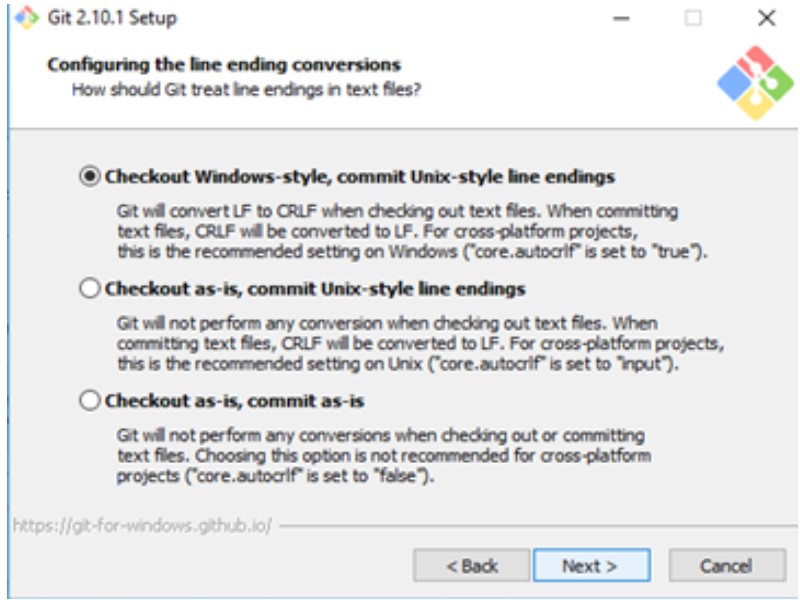 Git 2.10.1 Setup
Configuring the line ending conversions
How should Git treat line endings in text files?
Checkout Windows-style, commit Unix-style line endings
Git will convert LF to CRLF when checking out text files. When committing
text files, CRLF will be converted to LF. For cross-platform projects,
this is the recommended setting on Windows ("core.autocrlf" is set to "true").
Checkout as-is, commit Unix-style line endings
Git will not perform any conversion when checking out text files. When
committing text files, CRLF will be converted to LF. For cross-platform projects,
this is the recommended setting on Unix ("core.autocrlf" is set to "input").
Checkout as-is, commit as-is
Git will not perform any conversions when checking out or committing
text files. Choosing this option is not recommended for cross-platform
projects ("core.autocrlf" is set to "false").
https://git-for-windows.github.io/
< Back Next > Cancel